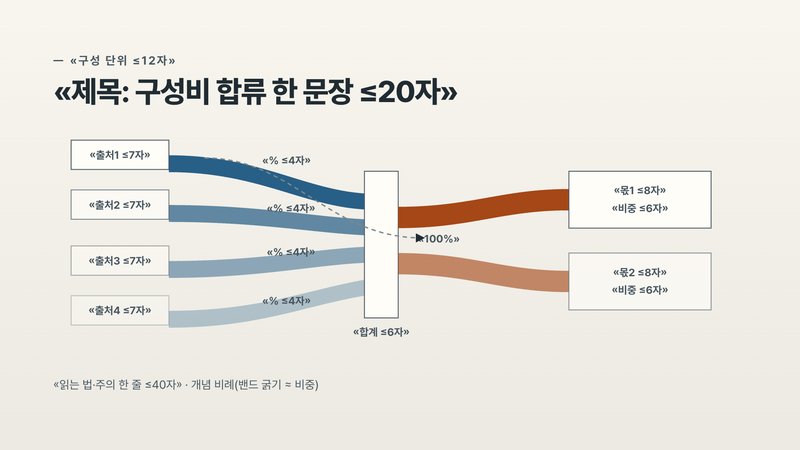 — «구성 단위 ≤12자»
«제목: 구성비 합류 한 문장 ≤20자»
«출처1 ≤7자»
«% ≤4자»
«출처2 ≤7자»
«% ≤4자»
«출처3 ≤7자»
«% ≤4자»
«출처4 ≤7자»
«% ≤4자»
«합계 ≤6자»
100%»
«몫1 ≤8자»
«비중 ≤6자»
«몫2 ≤8자»
«비중 ≤6자»
«읽는 법·주의 한 줄 ≤40자» · 개념 비례(밴드 굵기 ≈ 비중)